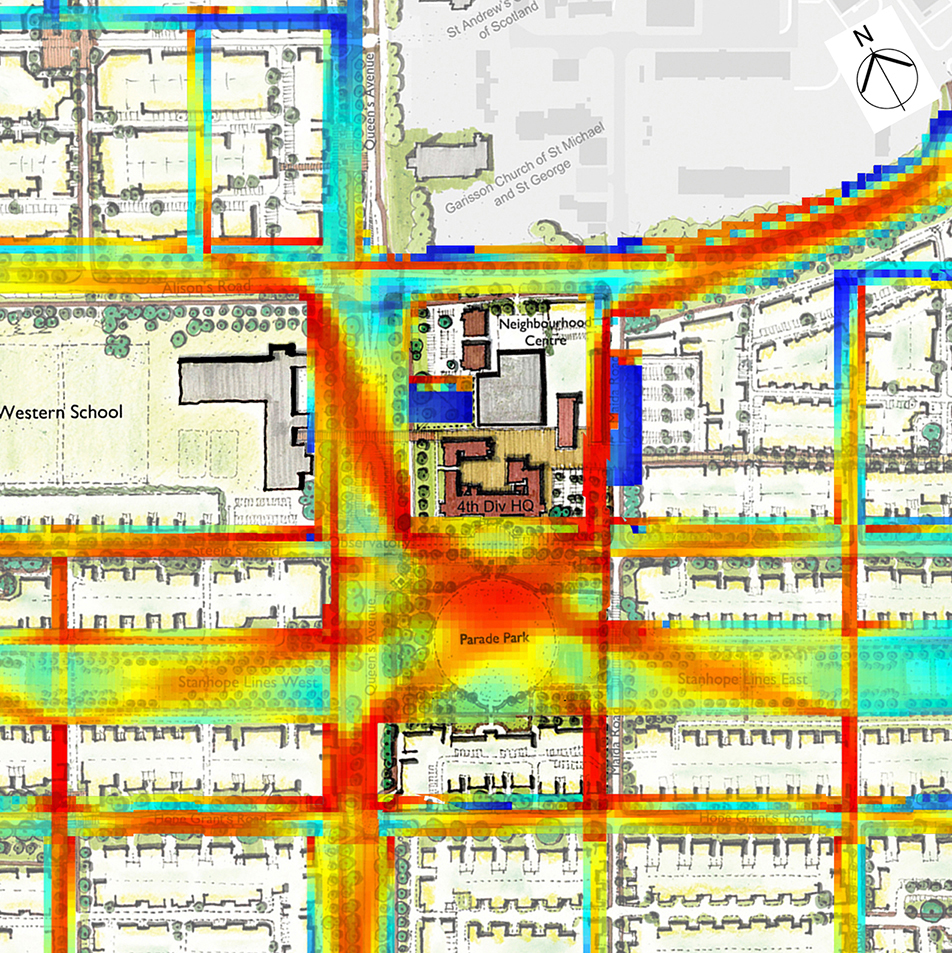 St Andrew's
of Scotland
N
Queen's Avenue
Garisson Church of St Michael
and St George
Alison's Road
Neighbourhood
Centre
Western School
4th Div HQ
Steele's Road
Queen's Avenue
Parade Park
Stanhope Lines West
Stanhope Lines East
Hope Grant's Road
Hope Grant's Road